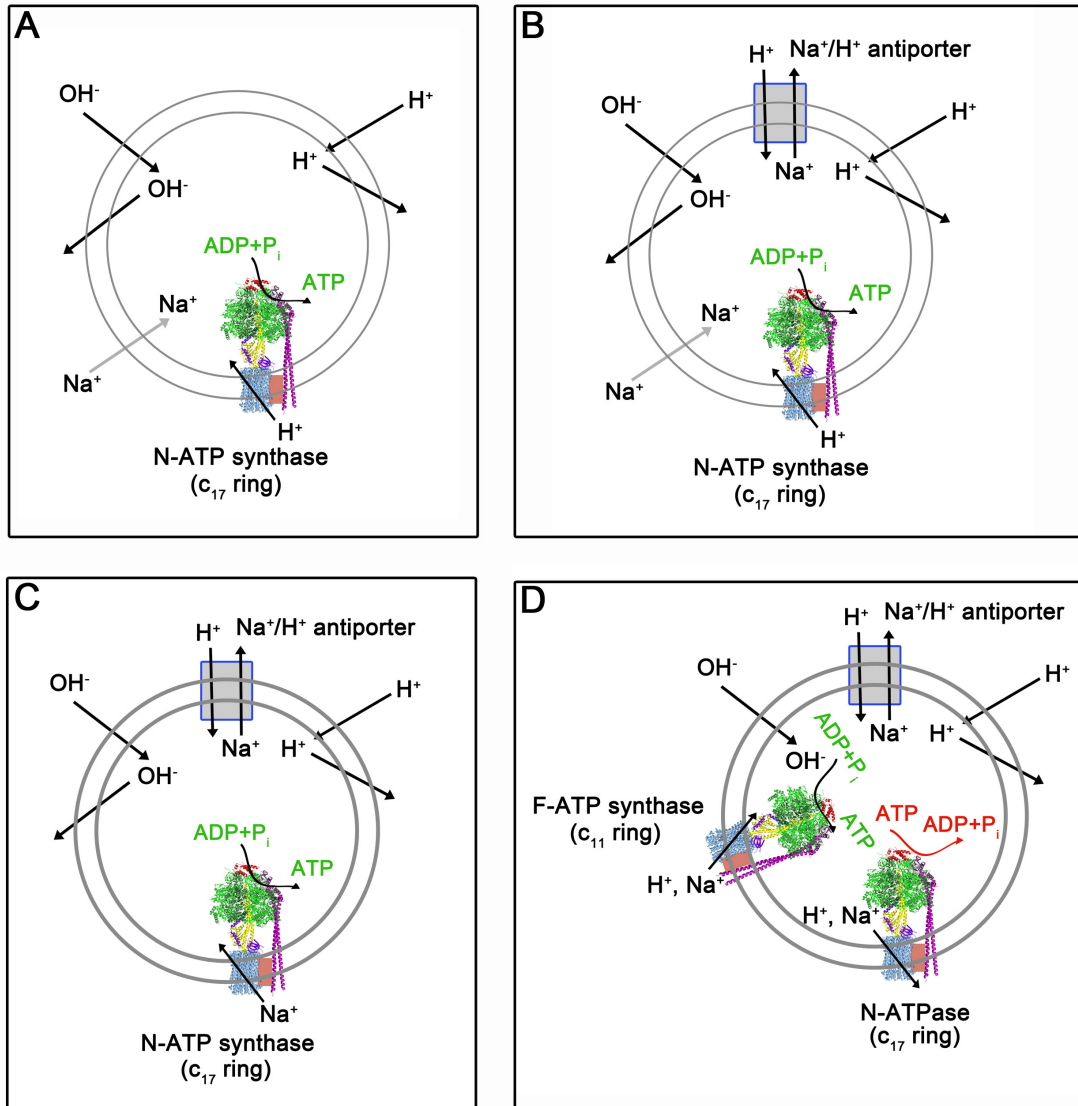 A
OH⁻
H⁺
H⁺
OH⁻
ADP+Pᵢ
ATP
Na⁺
Na⁺
H⁺
N-ATP synthase
(c₁₇ ring)
B
H⁺
Na⁺/H⁺ antiporter
OH⁻
H⁺
Na⁺
H⁺
OH⁻
ADP+Pᵢ
ATP
Na⁺
Na⁺
H⁺
N-ATP synthase
(c₁₇ ring)
C
H⁺
Na⁺/H⁺ antiporter
OH⁻
H⁺
Na⁺
H⁺
OH⁻
ADP+Pᵢ
ATP
Na⁺
N-ATP synthase
(c₁₇ ring)
D
H⁺
Na⁺/H⁺ antiporter
OH⁻
H⁺
Na⁺
H⁺
OH⁻
ADP+Pᵢ
ATP
F-ATP synthase
(c₁₁ ring)
H⁺, Na⁺
ATP
ADP+Pᵢ
H⁺, Na⁺
N-ATPase
(c₁₇ ring)